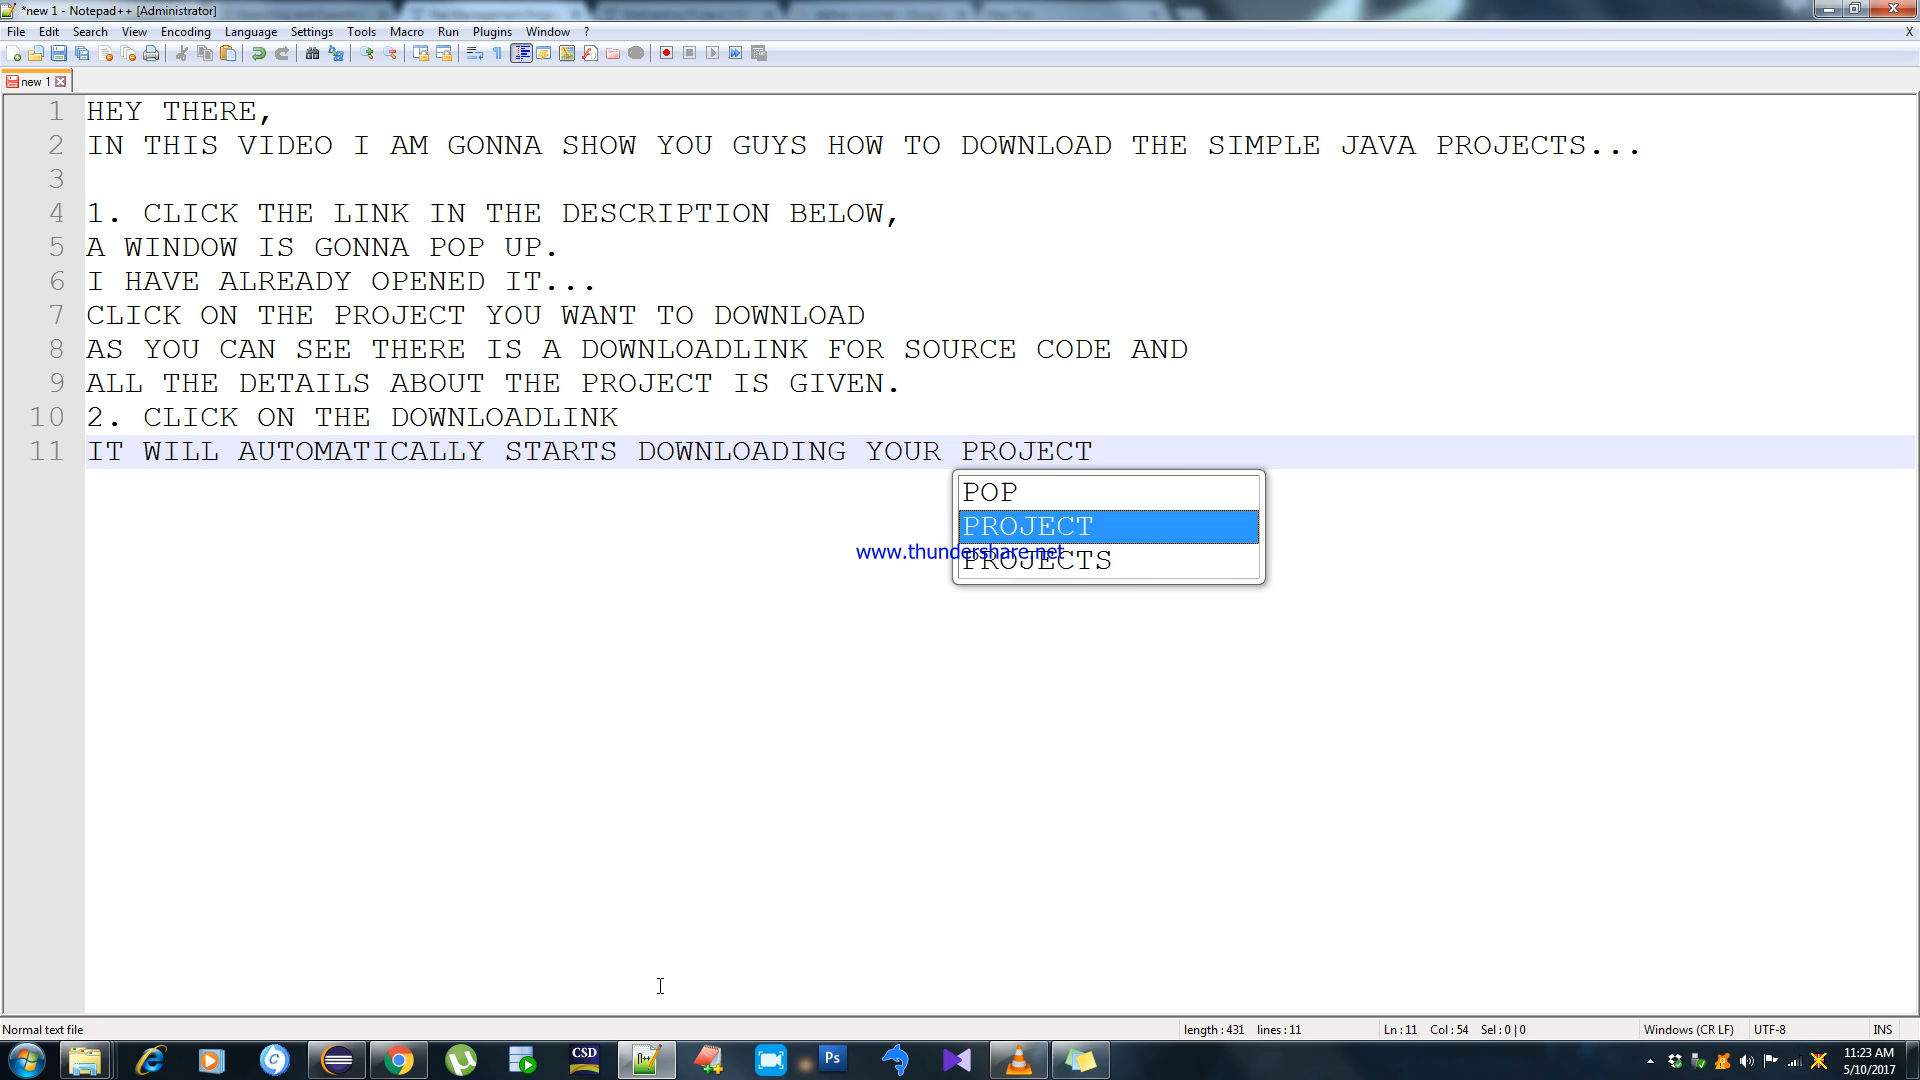 *new 1 - Notepad++ [Administrator]
File Edit Search View Encoding Language Settings Tools Macro Run Plugins Window ? X
new 1
1 HEY THERE,
2 IN THIS VIDEO I AM GONNA SHOW YOU GUYS HOW TO DOWNLOAD THE SIMPLE JAVA PROJECTS...
3
4 1. CLICK THE LINK IN THE DESCRIPTION BELOW,
5 A WINDOW IS GONNA POP UP.
6 I HAVE ALREADY OPENED IT...
7 CLICK ON THE PROJECT YOU WANT TO DOWNLOAD
8 AS YOU CAN SEE THERE IS A DOWNLOADLINK FOR SOURCE CODE AND
9 ALL THE DETAILS ABOUT THE PROJECT IS GIVEN.
10 2. CLICK ON THE DOWNLOADLINK
11 IT WILL AUTOMATICALLY STARTS DOWNLOADING YOUR PROJECT
POP
PROJECT
www.thundershare.net
PROJECTS
Normal text file length : 431 lines : 11 Ln : 11 Col : 54 Sel : 0 | 0 Windows (CR LF) UTF-8 INS
CSD
n++
Ps
11:23 AM
5/10/2017